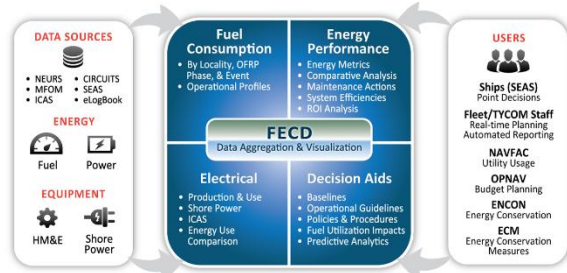 DATA SOURCES
• NEURS
• MFOM
• ICAS
• CIRCUITS
• SEAS
• eLogBook
ENERGY
Fuel
Power
EQUIPMENT
HM&E
Shore
Power
Fuel
Consumption
• By Locality, OFRP
Phase, & Event
• Operational Profiles
Energy
Performance
• Energy Metrics
• Comparative Analysis
• Maintenance Actions
• System Efficiencies
• ROI Analysis
FECD
Data Aggregation & Visualization
Electrical
• Production & Use
• Shore Power
• ICAS
• Energy Use
Comparison
Decision Aids
• Baselines
• Operational Guidelines
• Policies & Procedures
• Fuel Utilization Impacts
• Predictive Analytics
USERS
Ships (SEAS)
Point Decisions
Fleet/TYCOM Staff
Real-time Planning
Automated Reporting
NAVFAC
Utility Usage
OPNAV
Budget Planning
ENCON
Energy Conservation
ECM
Energy Conservation
Measures